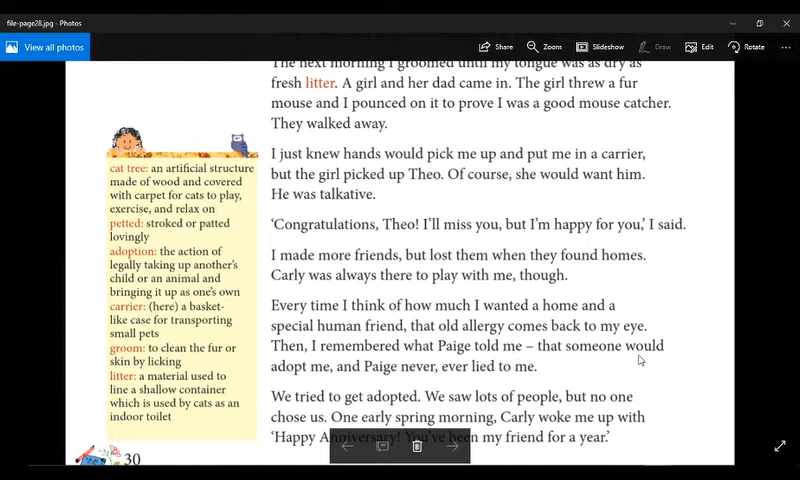 file-page28.jpg - Photos
View all photos
Share
Zoom
Slideshow
Draw
Edit
Rotate
The next morning I groomed until my tongue was as dry as
fresh litter. A girl and her dad came in. The girl threw a fur
mouse and I pounced on it to prove I was a good mouse catcher.
They walked away.
I just knew hands would pick me up and put me in a carrier,
but the girl picked up Theo. Of course, she would want him.
He was talkative.
‘Congratulations, Theo! I’ll miss you, but I’m happy for you,’ I said.
I made more friends, but lost them when they found homes.
Carly was always there to play with me, though.
Every time I think of how much I wanted a home and a
special human friend, that old allergy comes back to my eye.
Then, I remembered what Paige told me – that someone would
adopt me, and Paige never, ever lied to me.
We tried to get adopted. We saw lots of people, but no one
chose us. One early spring morning, Carly woke me up with
‘Happy Anniversary! You’ve been my friend for a year.’
cat tree: an artificial structure
made of wood and covered
with carpet for cats to play,
exercise, and relax on
petted: stroked or patted
lovingly
adoption: the action of
legally taking up another’s
child or an animal and
bringing it up as one’s own
carrier: (here) a basket-
like case for transporting
small pets
groom: to clean the fur or
skin by licking
litter: a material used to
line a shallow container
which is used by cats as an
indoor toilet
30